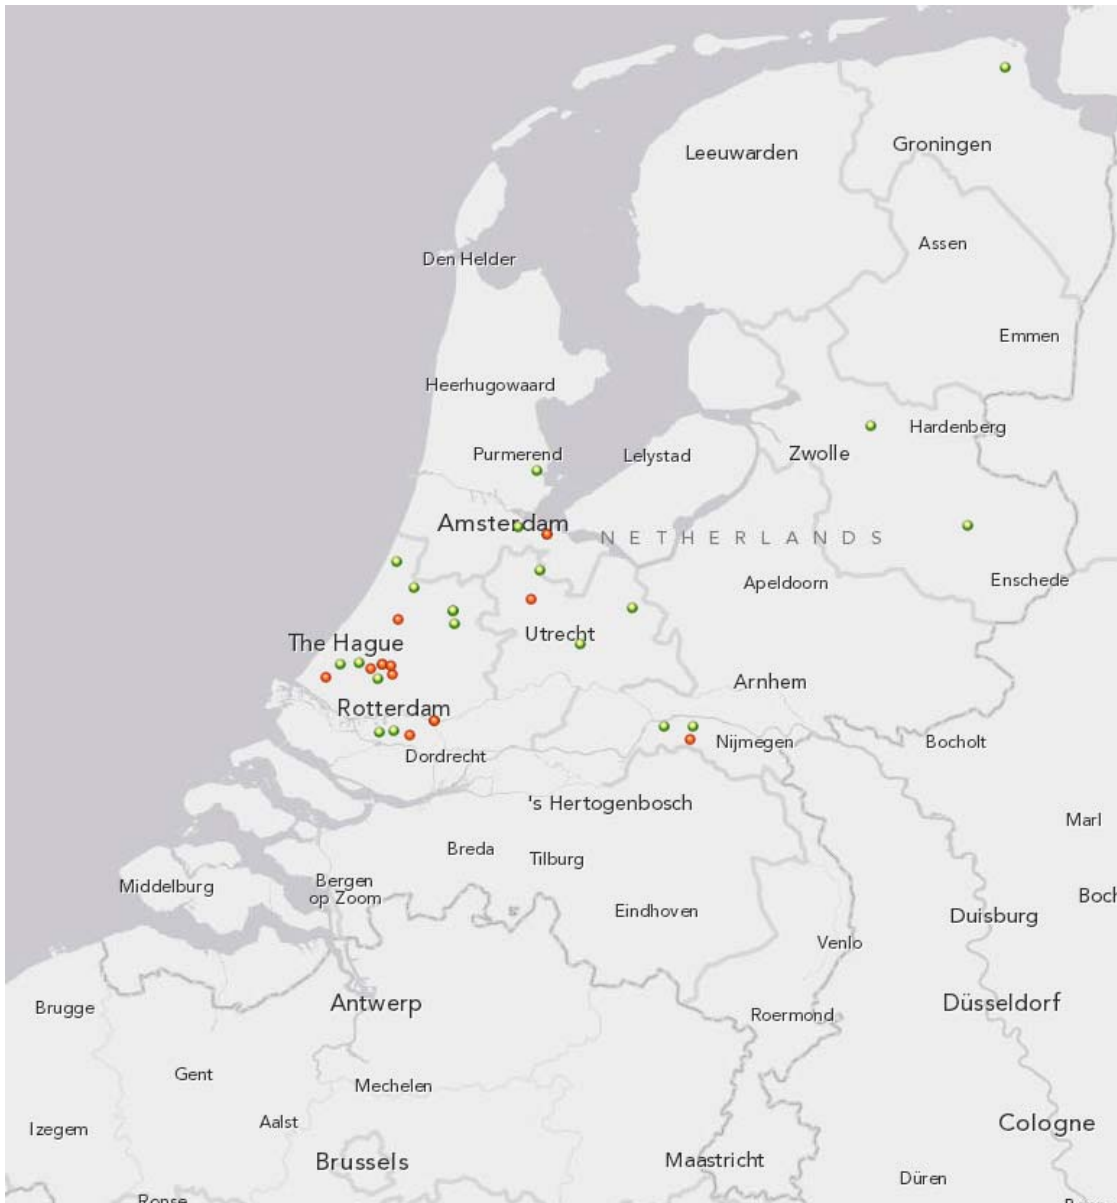 Groningen
Leeuwarden
Assen
Den Helder
Emmen
Heerhugowaard
Hardenberg
Purmerend
Lelystad
Zwolle
Amsterdam
NETHERLANDS
Enschede
Apeldoorn
Utrecht
The Hague
Arnhem
Rotterdam
Nijmegen
Bocholt
Dordrecht
's Hertogenbosch
Marl
Breda
Tilburg
Bergen
op Zoom
Middelburg
Boch
Eindhoven
Duisburg
Venlo
Antwerp
Düsseldorf
Brugge
Roermond
Gent
Mechelen
Aalst
Cologne
Izegem
Brussels
Maastricht
Düren
Ronse